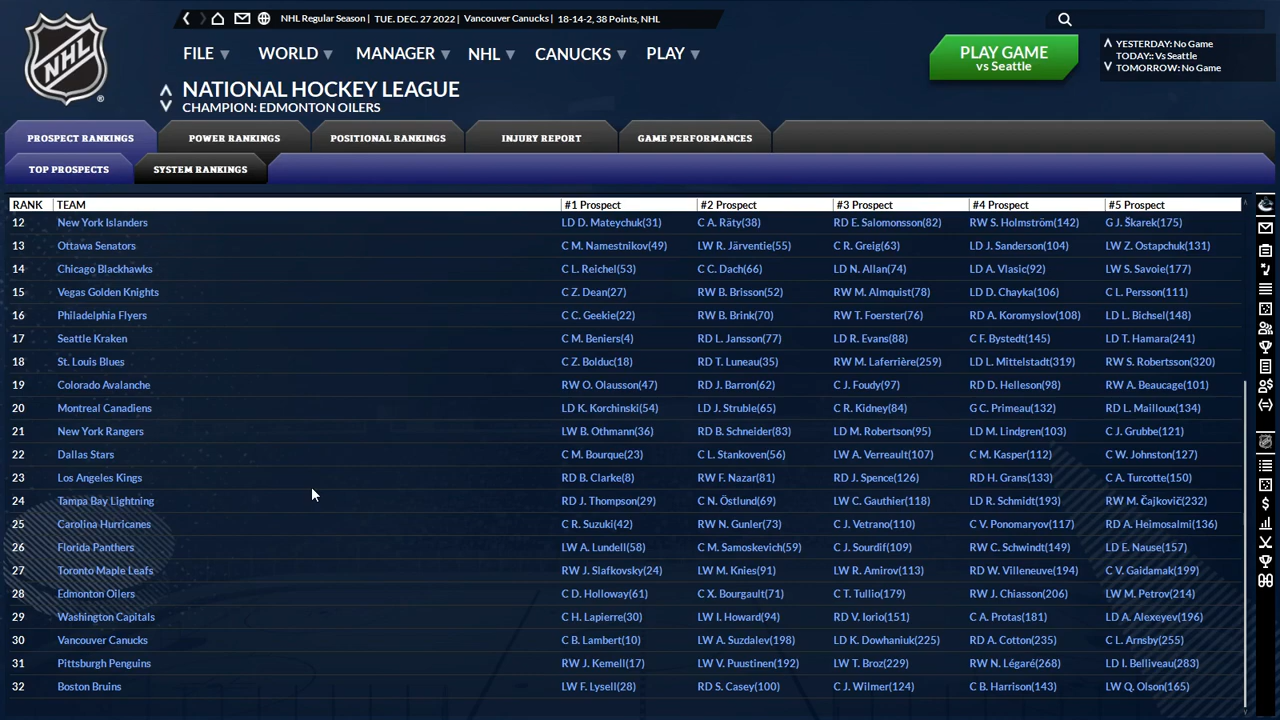 NHL
NHL Regular Season | TUE. DEC. 27 2022 | Vancouver Canucks | 18-14-2, 38 Points, NHL
FILE WORLD MANAGER NHL CANUCKS PLAY
PLAY GAME
vs Seattle
YESTERDAY: No Game
TODAY:: Vs Seattle
TOMORROW: No Game
NATIONAL HOCKEY LEAGUE
CHAMPION: EDMONTON OILERS
PROSPECT RANKINGS POWER RANKINGS POSITIONAL RANKINGS INJURY REPORT GAME PERFORMANCES
TOP PROSPECTS SYSTEM RANKINGS
RANK TEAM #1 Prospect #2 Prospect #3 Prospect #4 Prospect #5 Prospect
12 New York Islanders LD D. Mateychuk(31) C A. Räty(38) RD E. Salomonsson(82) RW S. Holmström(142) G J. Škarek(175)
13 Ottawa Senators C M. Namestnikov(49) LW R. Järventie(55) C R. Greig(63) LD J. Sanderson(104) LW Z. Ostapchuk(131)
14 Chicago Blackhawks C L. Reichel(53) C C. Dach(66) LD N. Allan(74) LD A. Vlasic(92) LW S. Savoie(177)
15 Vegas Golden Knights C Z. Dean(27) RW B. Brisson(52) RW M. Almquist(78) LD D. Chayka(106) C L. Persson(111)
16 Philadelphia Flyers C C. Geekie(22) RW B. Brink(70) RW T. Foerster(76) RD A. Koromyslov(108) LD L. Bichsel(148)
17 Seattle Kraken C M. Beniers(4) RD L. Jansson(77) LD R. Evans(88) C F. Bystedt(145) LD T. Hamara(241)
18 St. Louis Blues C Z. Bolduc(18) RD T. Luneau(35) RW M. Laferrière(259) LD L. Mittelstadt(319) RW S. Robertsson(320)
19 Colorado Avalanche RW O. Olausson(47) RD J. Barron(62) C J. Foudy(97) RD D. Helleson(98) RW A. Beaucage(101)
20 Montreal Canadiens LD K. Korchinski(54) LD J. Struble(65) C R. Kidney(84) G C. Primeau(132) RD L. Mailloux(134)
21 New York Rangers LW B. Othmann(36) RD B. Schneider(83) LD M. Robertson(95) LD M. Lindgren(103) C J. Grubbe(121)
22 Dallas Stars C M. Bourque(23) C L. Stankoven(56) LW A. Verreault(107) C M. Kasper(112) C W. Johnston(127)
23 Los Angeles Kings RD B. Clarke(8) RW F. Nazar(81) RD J. Spence(126) RD H. Grans(133) C A. Turcotte(150)
24 Tampa Bay Lightning RD J. Thompson(29) C N. Östlund(69) LW C. Gauthier(118) LD R. Schmidt(193) RW M. Čajkovič(232)
25 Carolina Hurricanes C R. Suzuki(42) RW N. Gunler(73) C J. Vetrano(110) C V. Ponomaryov(117) RD A. Heimosalmi(136)
26 Florida Panthers LW A. Lundell(58) C M. Samoskevich(59) C J. Sourdif(109) RW C. Schwindt(149) LD E. Nause(157)
27 Toronto Maple Leafs RW J. Slafkovsky(24) LW M. Knies(91) LW R. Amirov(113) RD W. Villeneuve(194) C V. Gaidamak(199)
28 Edmonton Oilers C D. Holloway(61) C X. Bourgault(71) C T. Tullio(179) RW J. Chiasson(206) LW M. Petrov(214)
29 Washington Capitals C H. Lapierre(30) LW I. Howard(94) RD V. Iorio(151) C A. Protas(181) LD A. Alexeyev(196)
30 Vancouver Canucks C B. Lambert(10) LW A. Suzdalev(198) LD K. Dowhaniuk(225) RD A. Cotton(235) C L. Arnsby(255)
31 Pittsburgh Penguins RW J. Kemell(17) LW V. Puustinen(192) LW T. Broz(229) RW N. Légaré(268) LD I. Belliveau(283)
32 Boston Bruins LW F. Lysell(28) RD S. Casey(100) C J. Wilmer(124) C B. Harrison(143) LW Q. Olson(165)